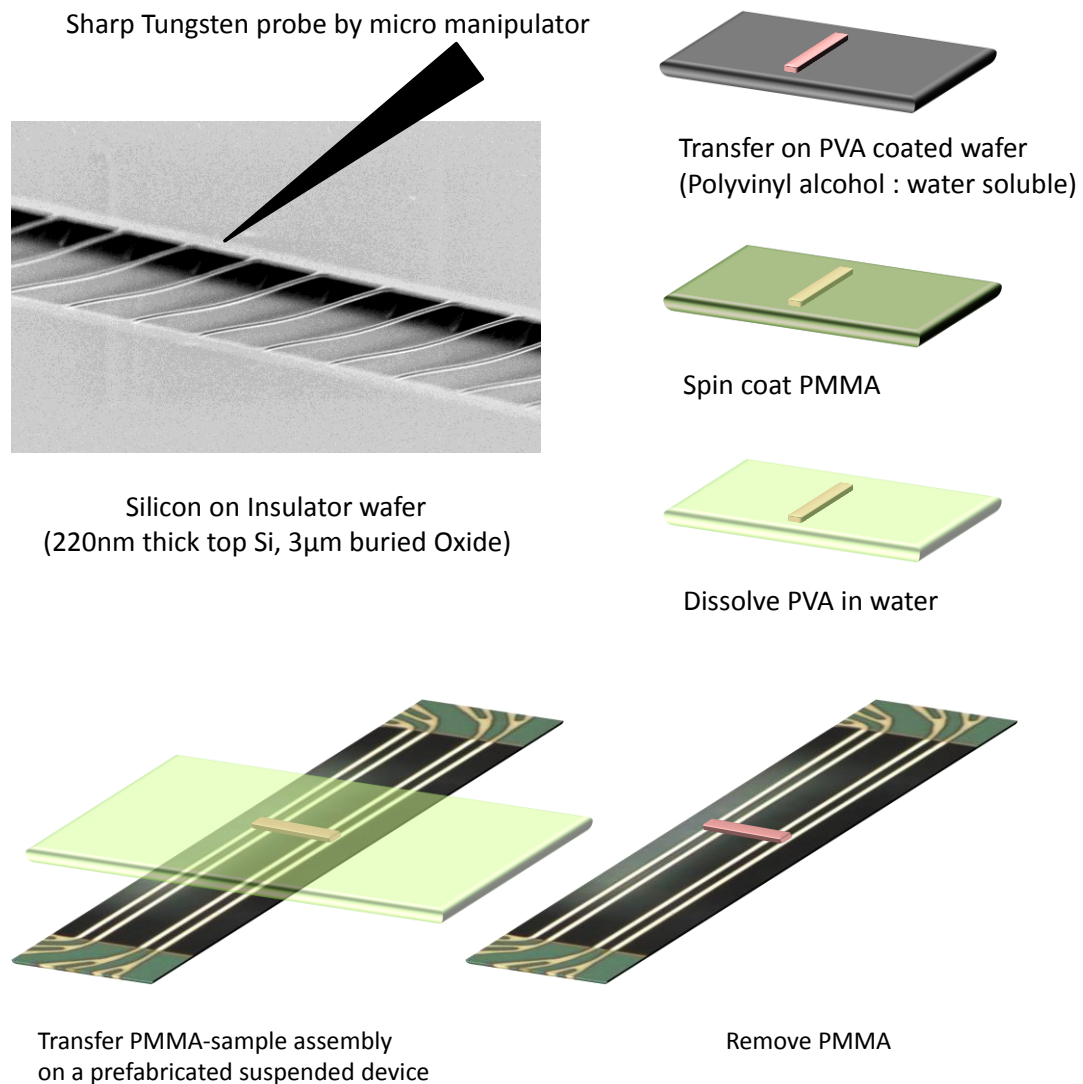 Sharp Tungsten probe by micro manipulator
Transfer on PVA coated wafer
(Polyvinyl alcohol : water soluble)
Spin coat PMMA
Silicon on Insulator wafer
(220nm thick top Si, 3µm buried Oxide)
Dissolve PVA in water
Transfer PMMA-sample assembly
on a prefabricated suspended device
Remove PMMA